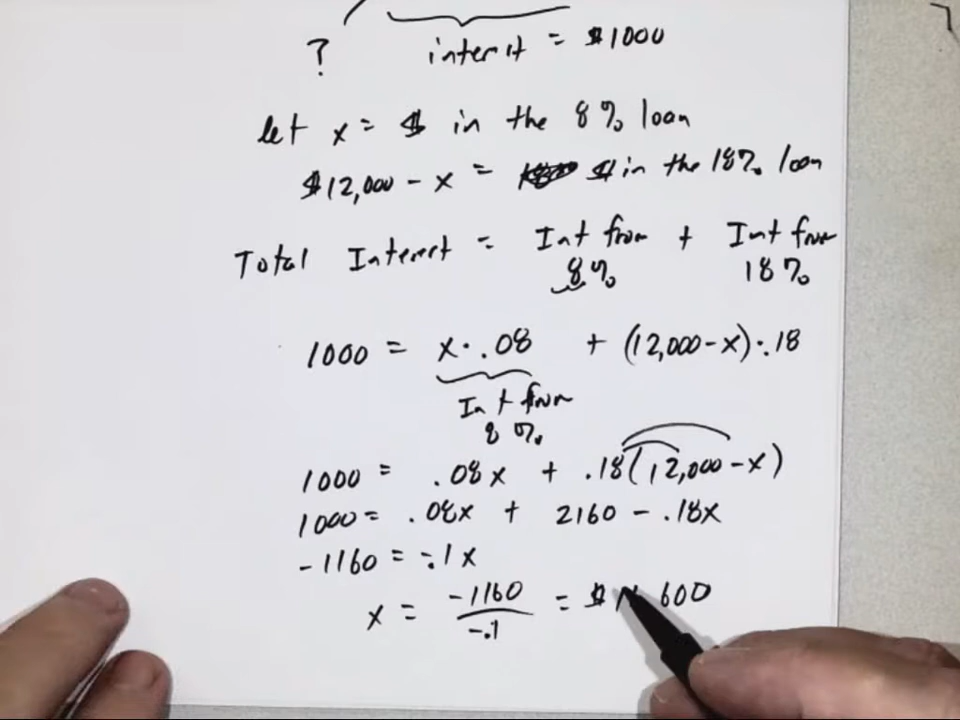 ? interest = $1000
let x = $ in the 8% loan
$12,000 - x = $ in the 18% loan
Total Interest = Int from 8% + Int from 18%
1000 = x · .08 + (12,000 - x) · .18
Int from
8%
1000 = .08x + .18(12,000 - x)
1000 = .08x + 2160 - .18x
-1160 = -.1x
x = -1160 / -.1 = $ 600